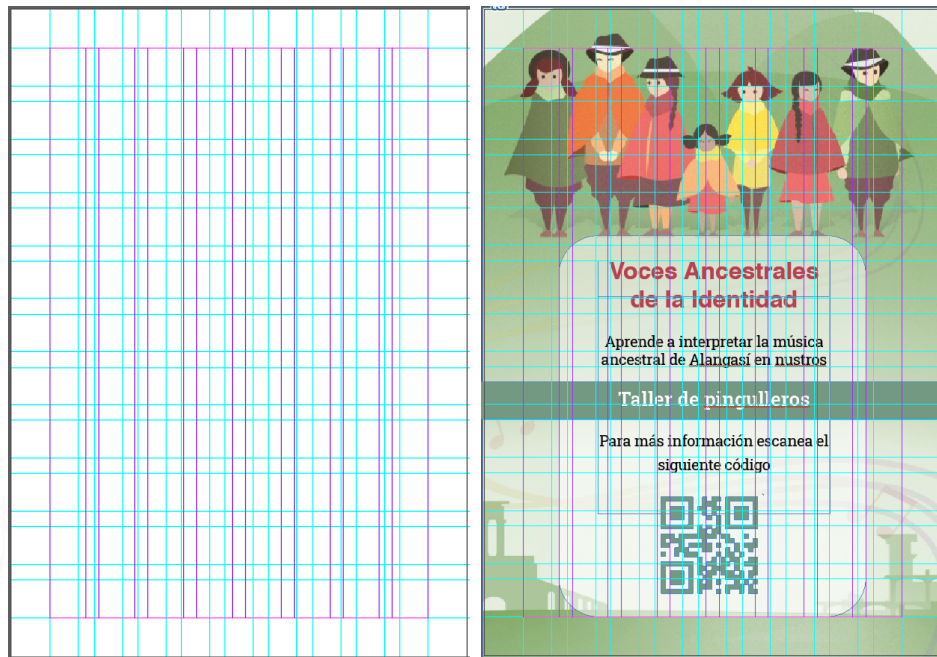 Voces Ancestrales
de la Identidad
Aprende a interpretar la música
ancestral de Alangasí en nustros
Taller de pingulleros
Para más información escanea el
siguiente código